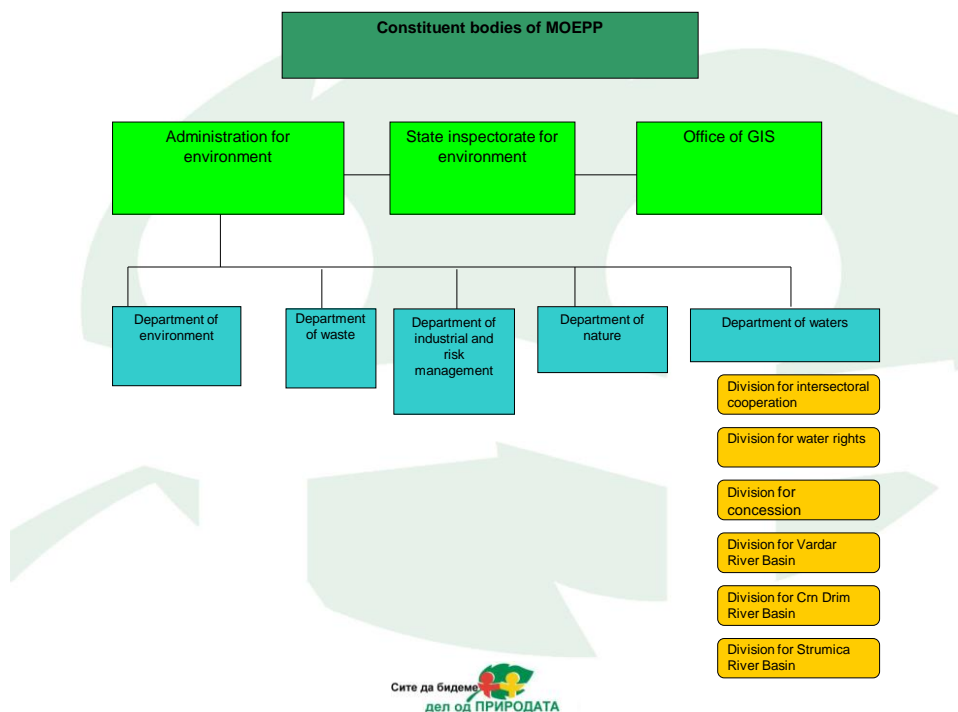 Constituent bodies of MOEPP
Administration for
environment
State inspectorate for
environment
Office of GIS
Department of
environment
Department
of waste
Department of
industrial and
risk
management
Department of
nature
Department of waters
Division for intersectoral
cooperation
Division for water rights
Division for
concession
Division for Vardar
River Basin
Division for Crn Drim
River Basin
Division for Strumica
River Basin
Сите да бидеме
дел од ПРИРОДАТА